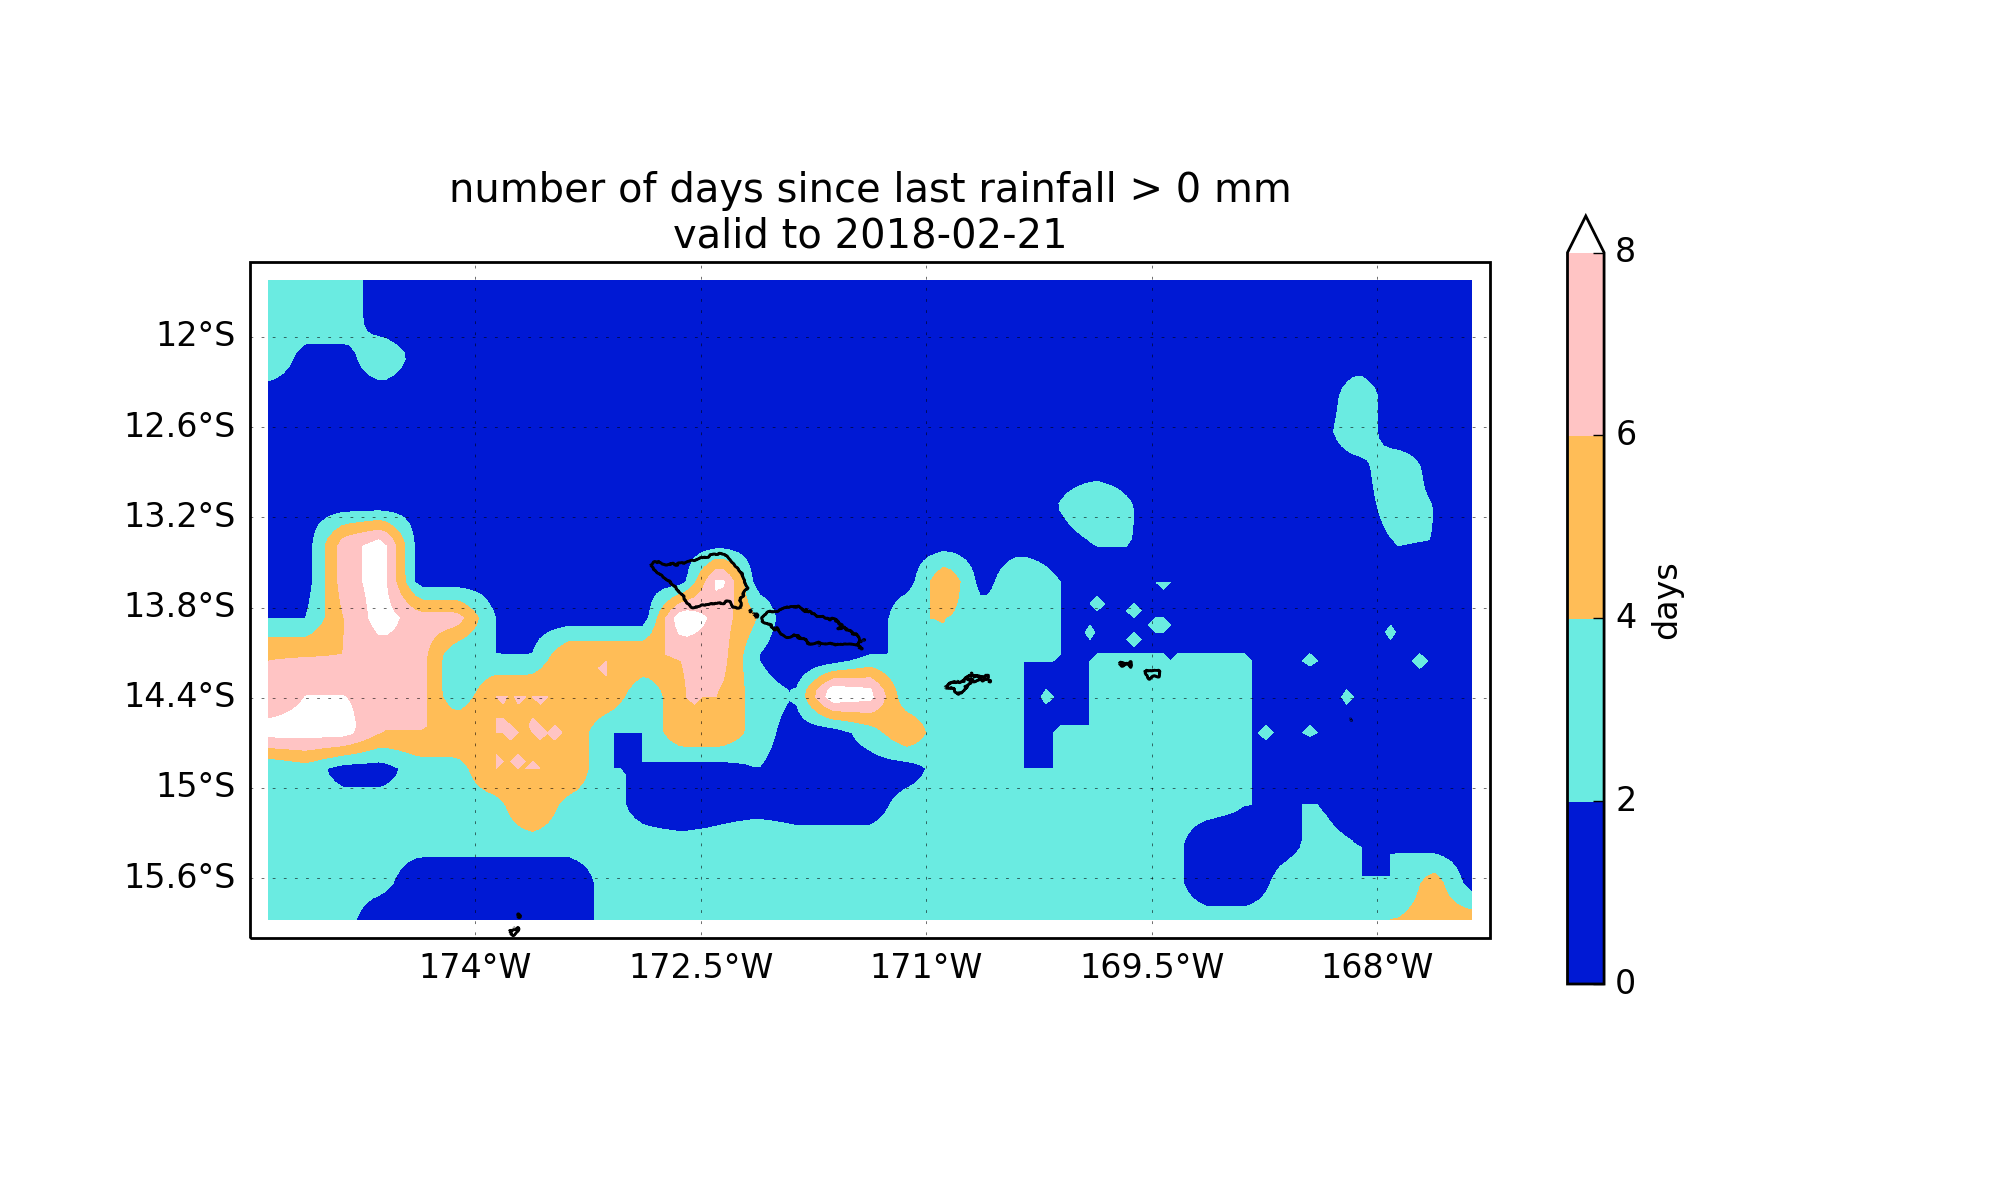 number of days since last rainfall > 0 mm
valid to 2018-02-21
12°S
12.6°S
13.2°S
13.8°S
14.4°S
15°S
15.6°S
174°W
172.5°W
171°W
169.5°W
168°W
8
6
4
2
0
days